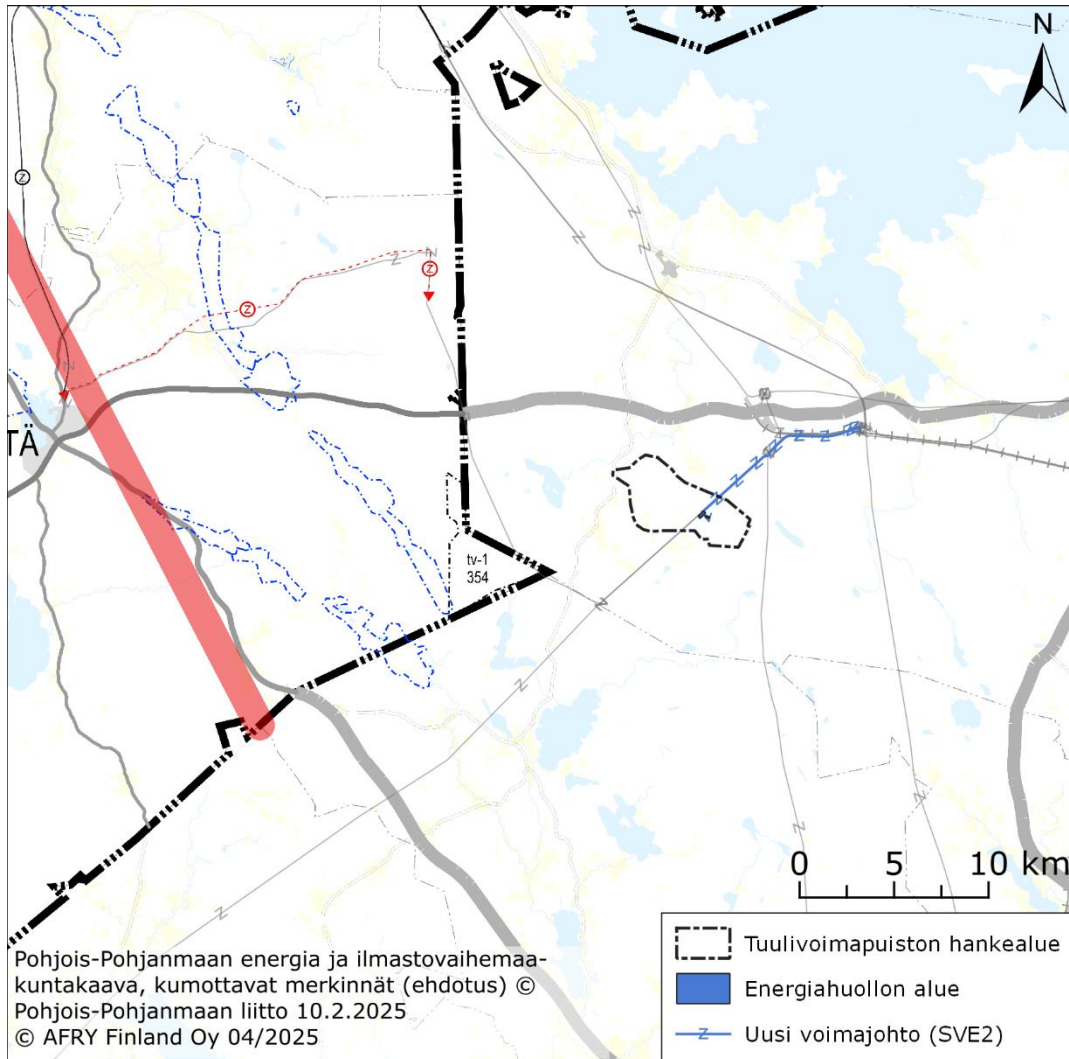 N
Z
Z
Z
Z
Z
Z
Z
Z
TÄ
Z
Z
Z
Z
Z
Z
tv-1
354
Z
Z
Z
Z
Z
Z
0 5 10 km
Pohjois-Pohjanmaan energia ja ilmastovaihemaa-
kuntakaava, kumottavat merkinnät (ehdotus) ©
Pohjois-Pohjanmaan liitto 10.2.2025
© AFRY Finland Oy 04/2025
Tuulivoimapuiston hankealue
Energiahuollon alue
Z Uusi voimajohto (SVE2)